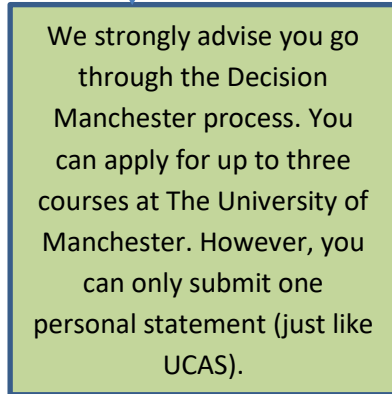 We strongly advise you go
through the Decision
Manchester process. You
can apply for up to three
courses at The University of
Manchester. However, you
can only submit one
personal statement (just like
UCAS).